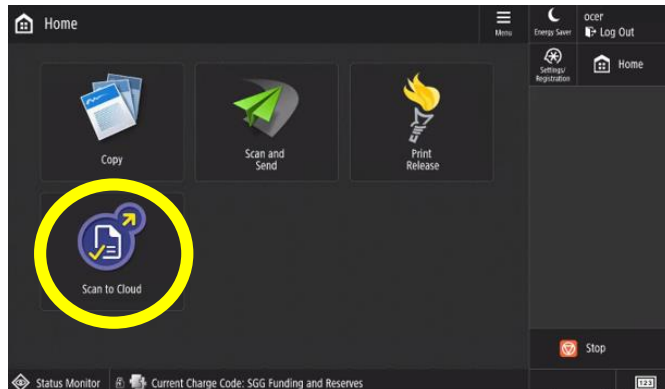 Home
Menu
Energy Saver
ocer
Log Out
Settings/
Registration
Home
Copy
Scan and
Send
Print
Release
Scan to Cloud
Stop
Status Monitor
Current Charge Code: SGG Funding and Reserves
123